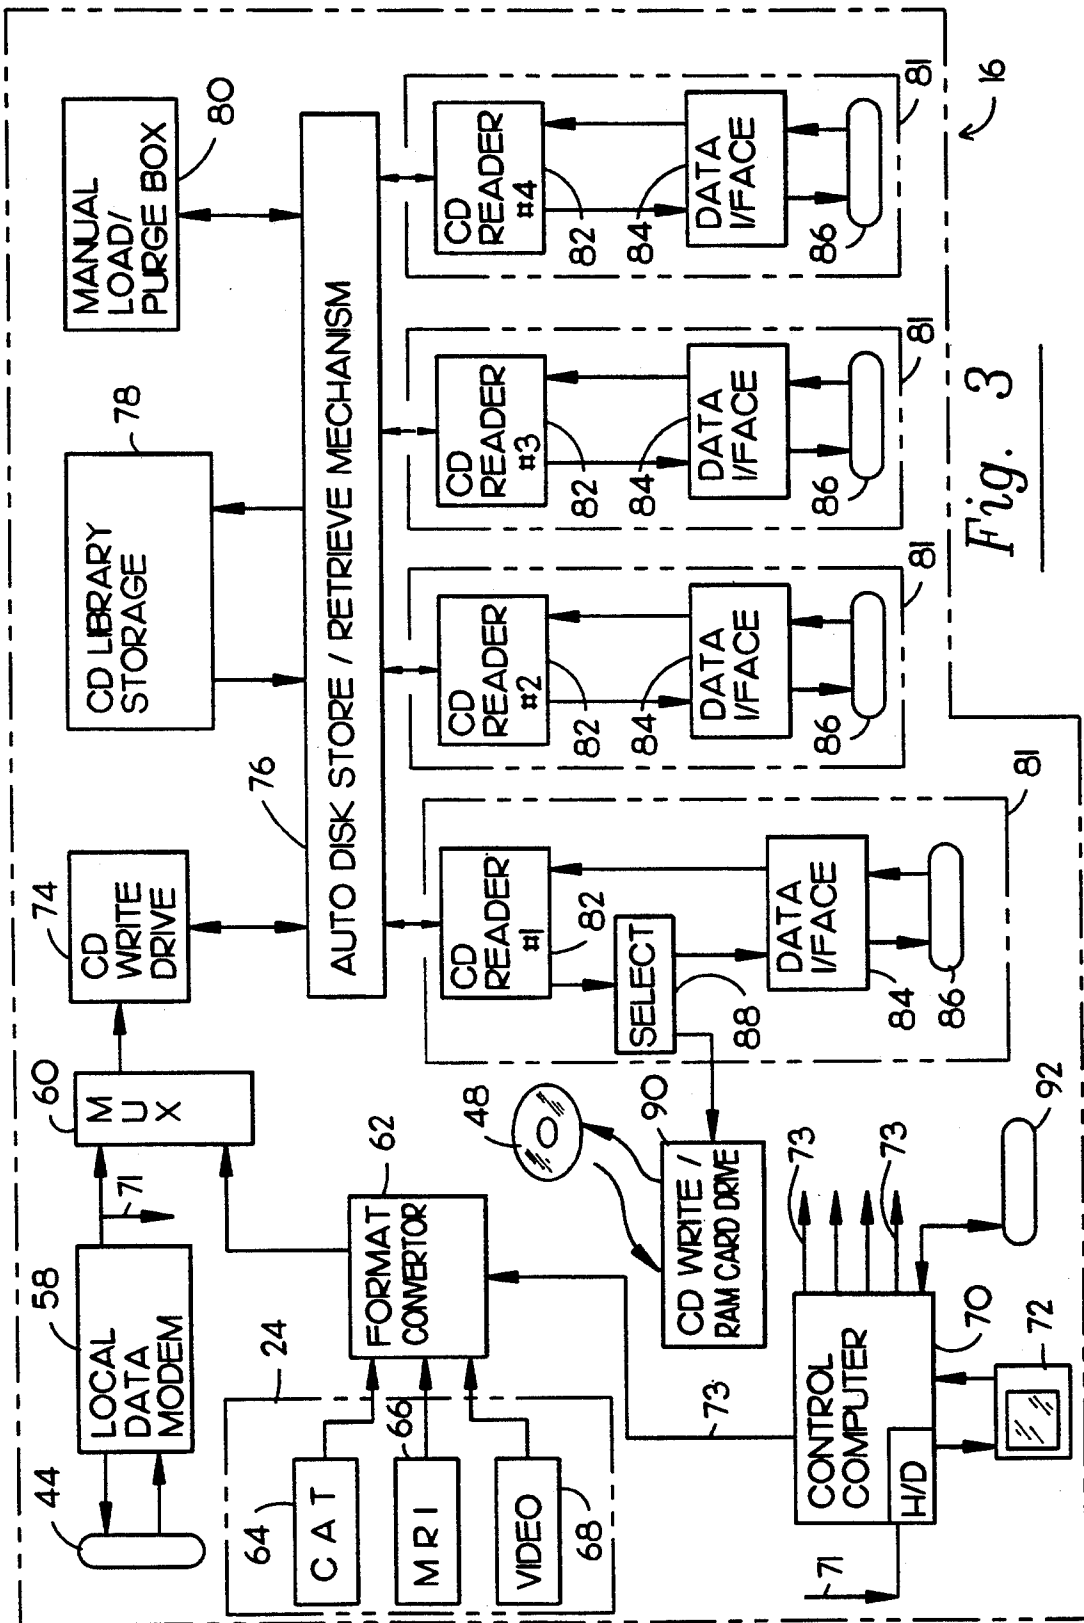 44
LOCAL
DATA
MODEM
58
71
MUX
60
CD
WRITE
DRIVE
74
CD LIBRARY
STORAGE
78
MANUAL
LOAD/
PURGE BOX
80
24
64
CAT
66
MRI
VIDEO
68
FORMAT
CONVERTOR
62
AUTO DISK STORE / RETRIEVE MECHANISM
76
48
CD WRITE /
RAM CARD DRIVE
90
CD
READER
#1
82
SELECT
88
DATA
I/FACE
84
86
81
CD
READER
#2
82
84
DATA
I/FACE
86
81
CD
READER
#3
82
84
DATA
I/FACE
86
81
CD
READER
#4
82
84
DATA
I/FACE
86
81
71
73
CONTROL
COMPUTER
H/D
70
72
73
73
92
16
Fig. 3